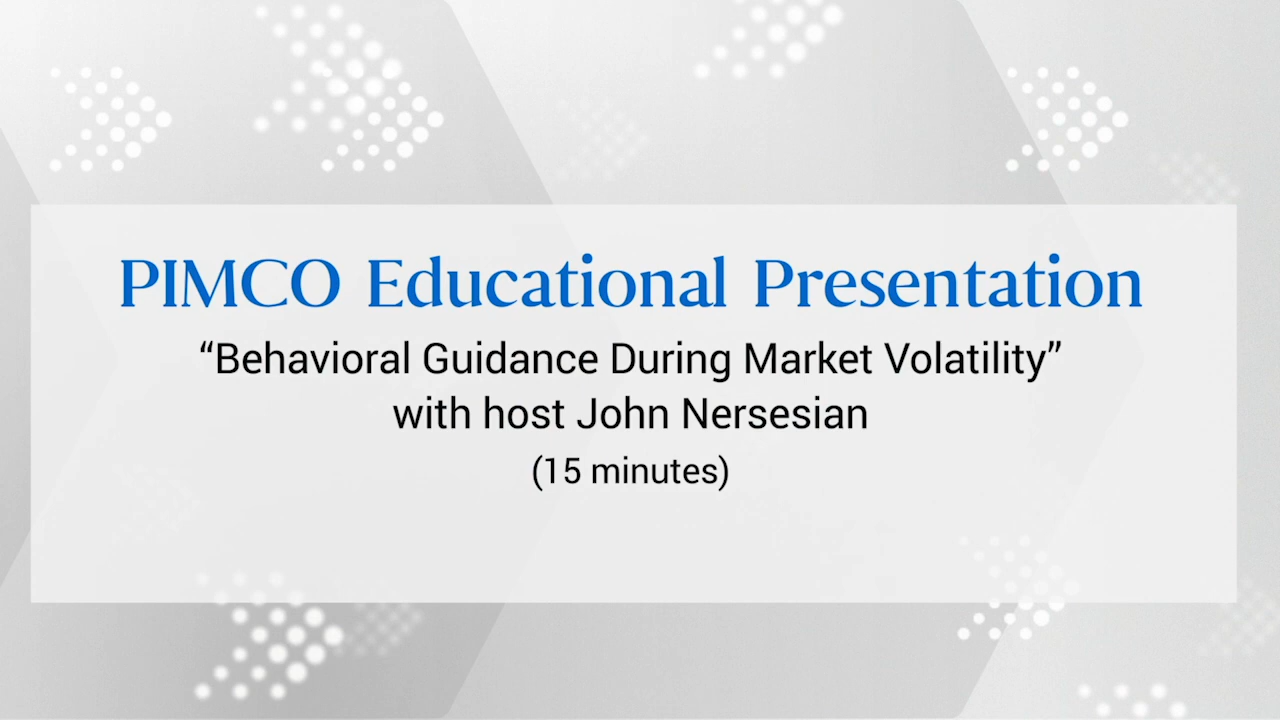 PIMCO Educational Presentation
“Behavioral Guidance During Market Volatility”
with host John Nersesian
(15 minutes)